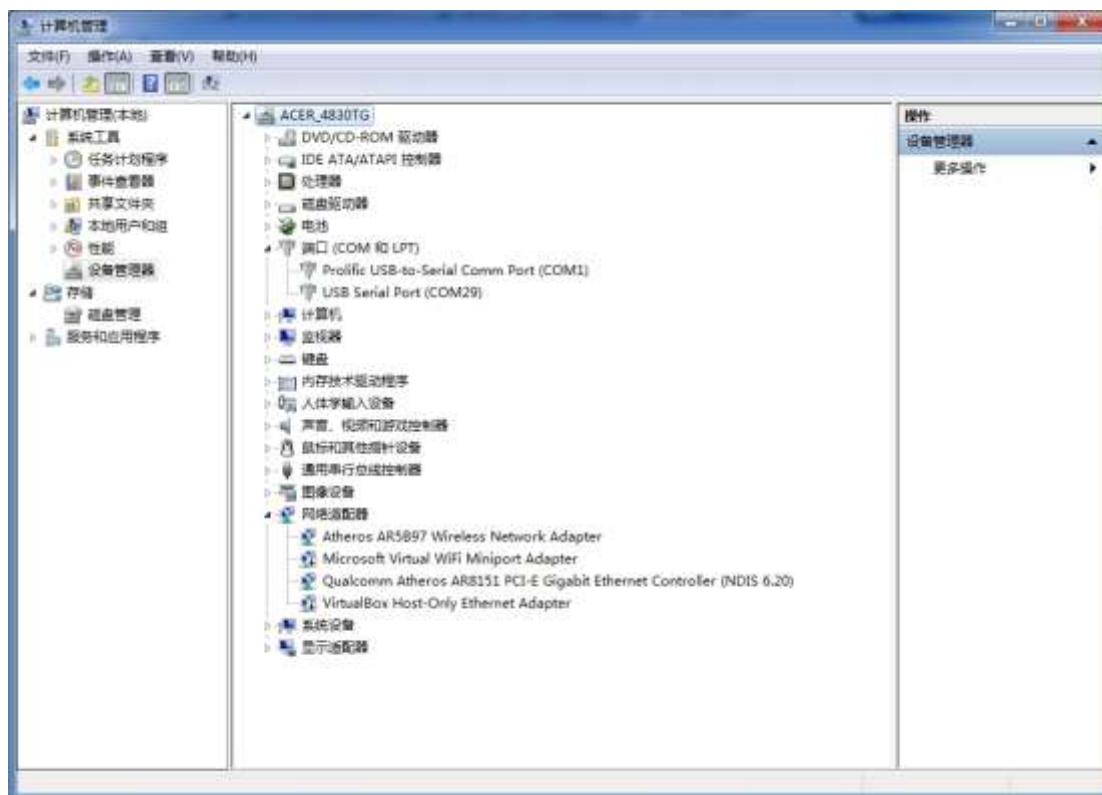 计算机管理
文件(F) 操作(A) 查看(V) 帮助(H)
计算机管理(本地)
系统工具
任务计划程序
事件查看器
共享文件夹
本地用户和组
性能
设备管理器
存储
磁盘管理
服务和应用程序
ACER_4830TG
DVD/CD-ROM 驱动器
IDE ATA/ATAPI 控制器
处理器
磁盘驱动器
电池
端口 (COM 和 LPT)
Prolific USB-to-Serial Comm Port (COM1)
USB Serial Port (COM29)
计算机
监视器
键盘
内存技术驱动程序
人体学输入设备
声音、视频和游戏控制器
鼠标和其他指针设备
通用串行总线控制器
图像设备
网络适配器
Atheros AR5B97 Wireless Network Adapter
Microsoft Virtual WiFi Miniport Adapter
Qualcomm Atheros AR8151 PCI-E Gigabit Ethernet Controller (NDIS 6.20)
VirtualBox Host-Only Ethernet Adapter
系统设备
显示适配器
操作
设备管理器
更多操作